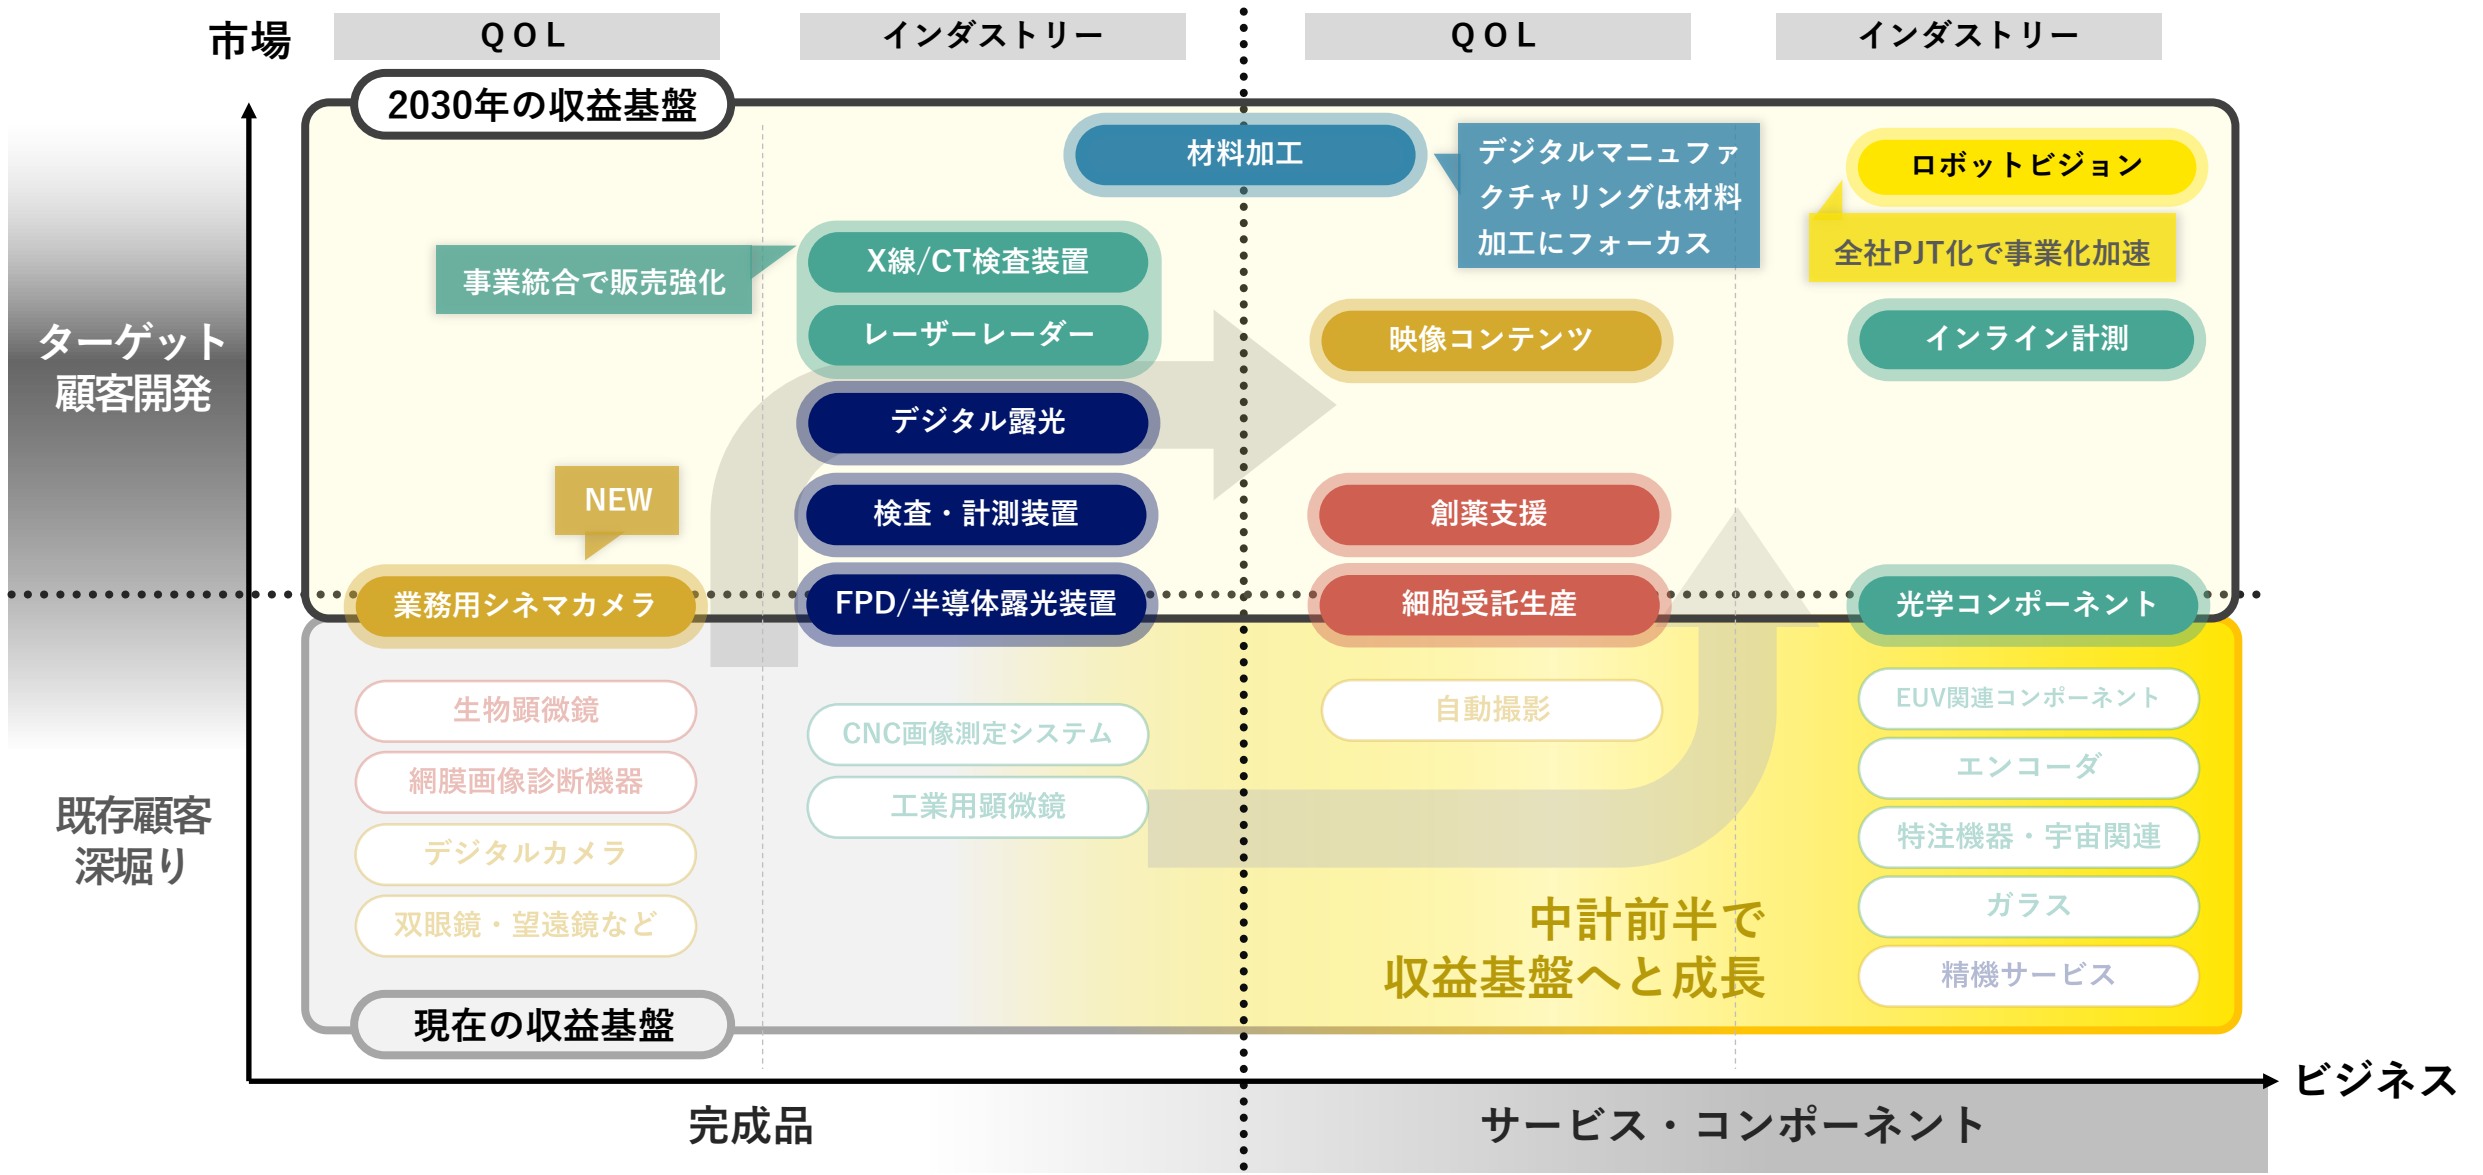 市場
ＱＯＬ
インダストリー
ＱＯＬ
インダストリー
2030年の収益基盤
材料加工
デジタルマニュファ
クチャリングは材料
加工にフォーカス
ロボットビジョン
全社PJT化で事業化加速
事業統合で販売強化
X線/CT検査装置
レーザーレーダー
映像コンテンツ
インライン計測
ターゲット
顧客開発
デジタル露光
NEW
検査・計測装置
創薬支援
業務用シネマカメラ
FPD/半導体露光装置
細胞受託生産
光学コンポーネント
生物顕微鏡
網膜画像診断機器
デジタルカメラ
双眼鏡・望遠鏡など
CNC画像測定システム
工業用顕微鏡
自動撮影
EUV関連コンポーネント
エンコーダ
特注機器・宇宙関連
ガラス
精機サービス
既存顧客
深堀り
中計前半で
収益基盤へと成長
現在の収益基盤
ビジネス
完成品
サービス・コンポーネント